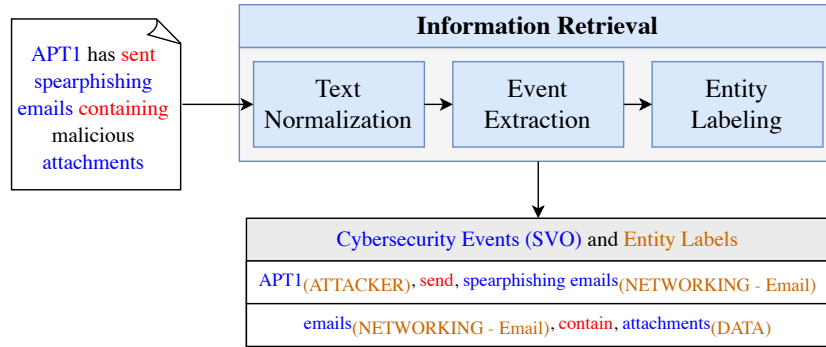 APT1 has sent
spearphishing
emails containing
malicious
attachments
Information Retrieval
Text
Normalization
Event
Extraction
Entity
Labeling
Cybersecurity Events (SVO) and Entity Labels
APT1(ATTACKER), send, spearphishing emails(NETWORKING - Email)
emails(NETWORKING - Email), contain, attachments(DATA)